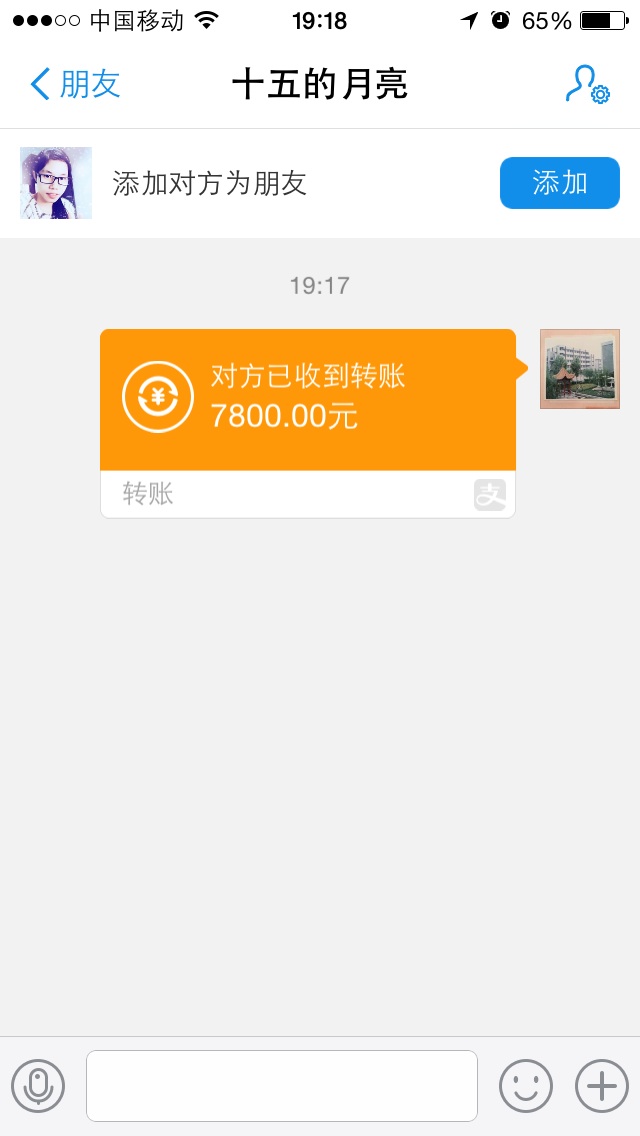 中国移动 19:18 65%
朋友 十五的月亮
添加对方为朋友 添加
19:17
对方已收到转账
¥ 7800.00元
转账 支